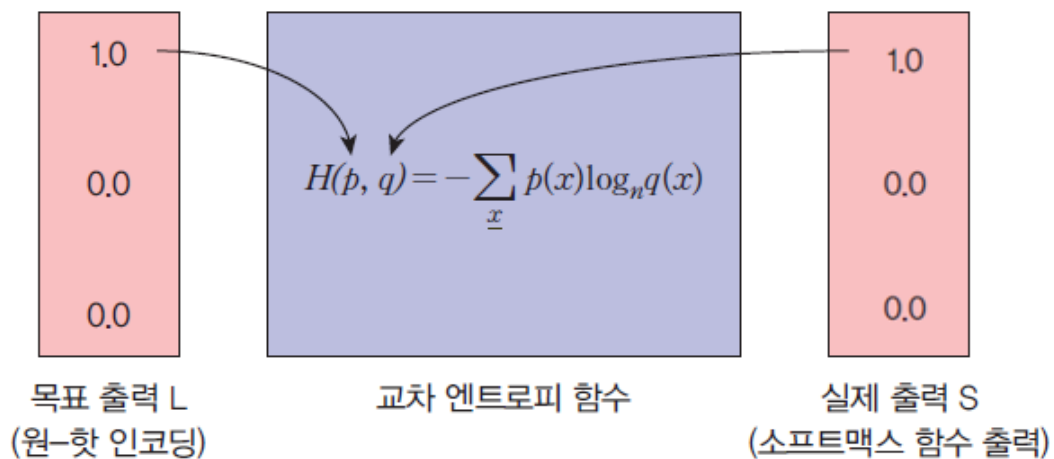 1.0
0.0
0.0
목표 출력 L
(원-핫 인코딩)
H(p, q)=-∑p(x)log_n q(x)
x
교차 엔트로피 함수
1.0
0.0
0.0
실제 출력 S
(소프트맥스 함수 출력)